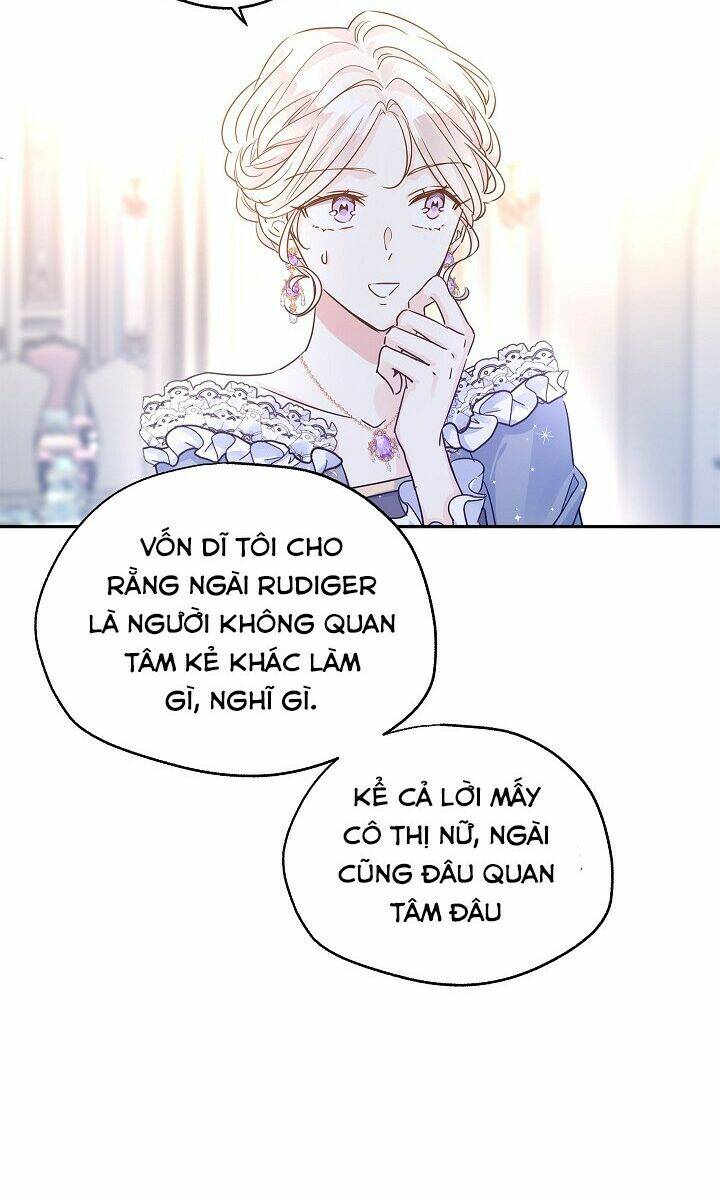 VỐN DĨ TÔI CHO
RẰNG NGÀI RUDIGER
LÀ NGƯỜI KHÔNG QUAN
TÂM KẺ KHÁC LÀM
GÌ, NGHĨ GÌ.
KỂ CẢ LỜI MẤY
CÔ THỊ NỮ, NGÀI
CŨNG ĐÂU QUAN
TÂM ĐÂU